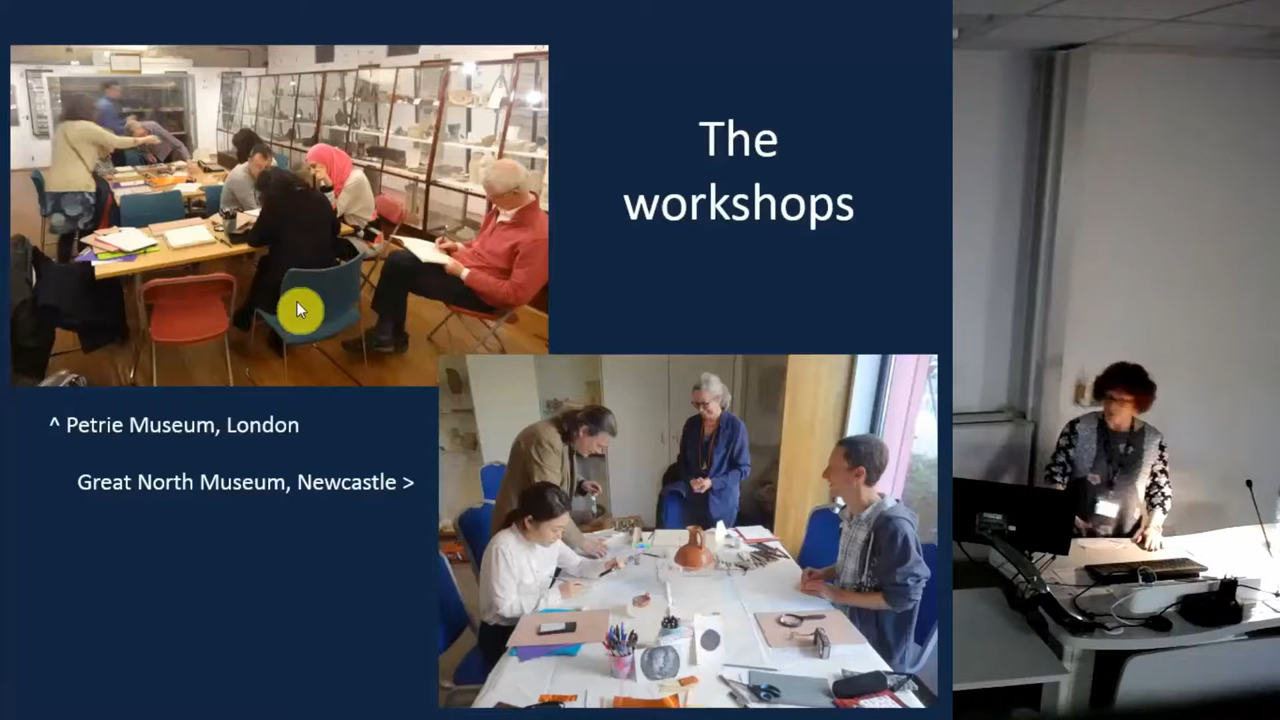 The
workshops
^ Petrie Museum, London
Great North Museum, Newcastle >